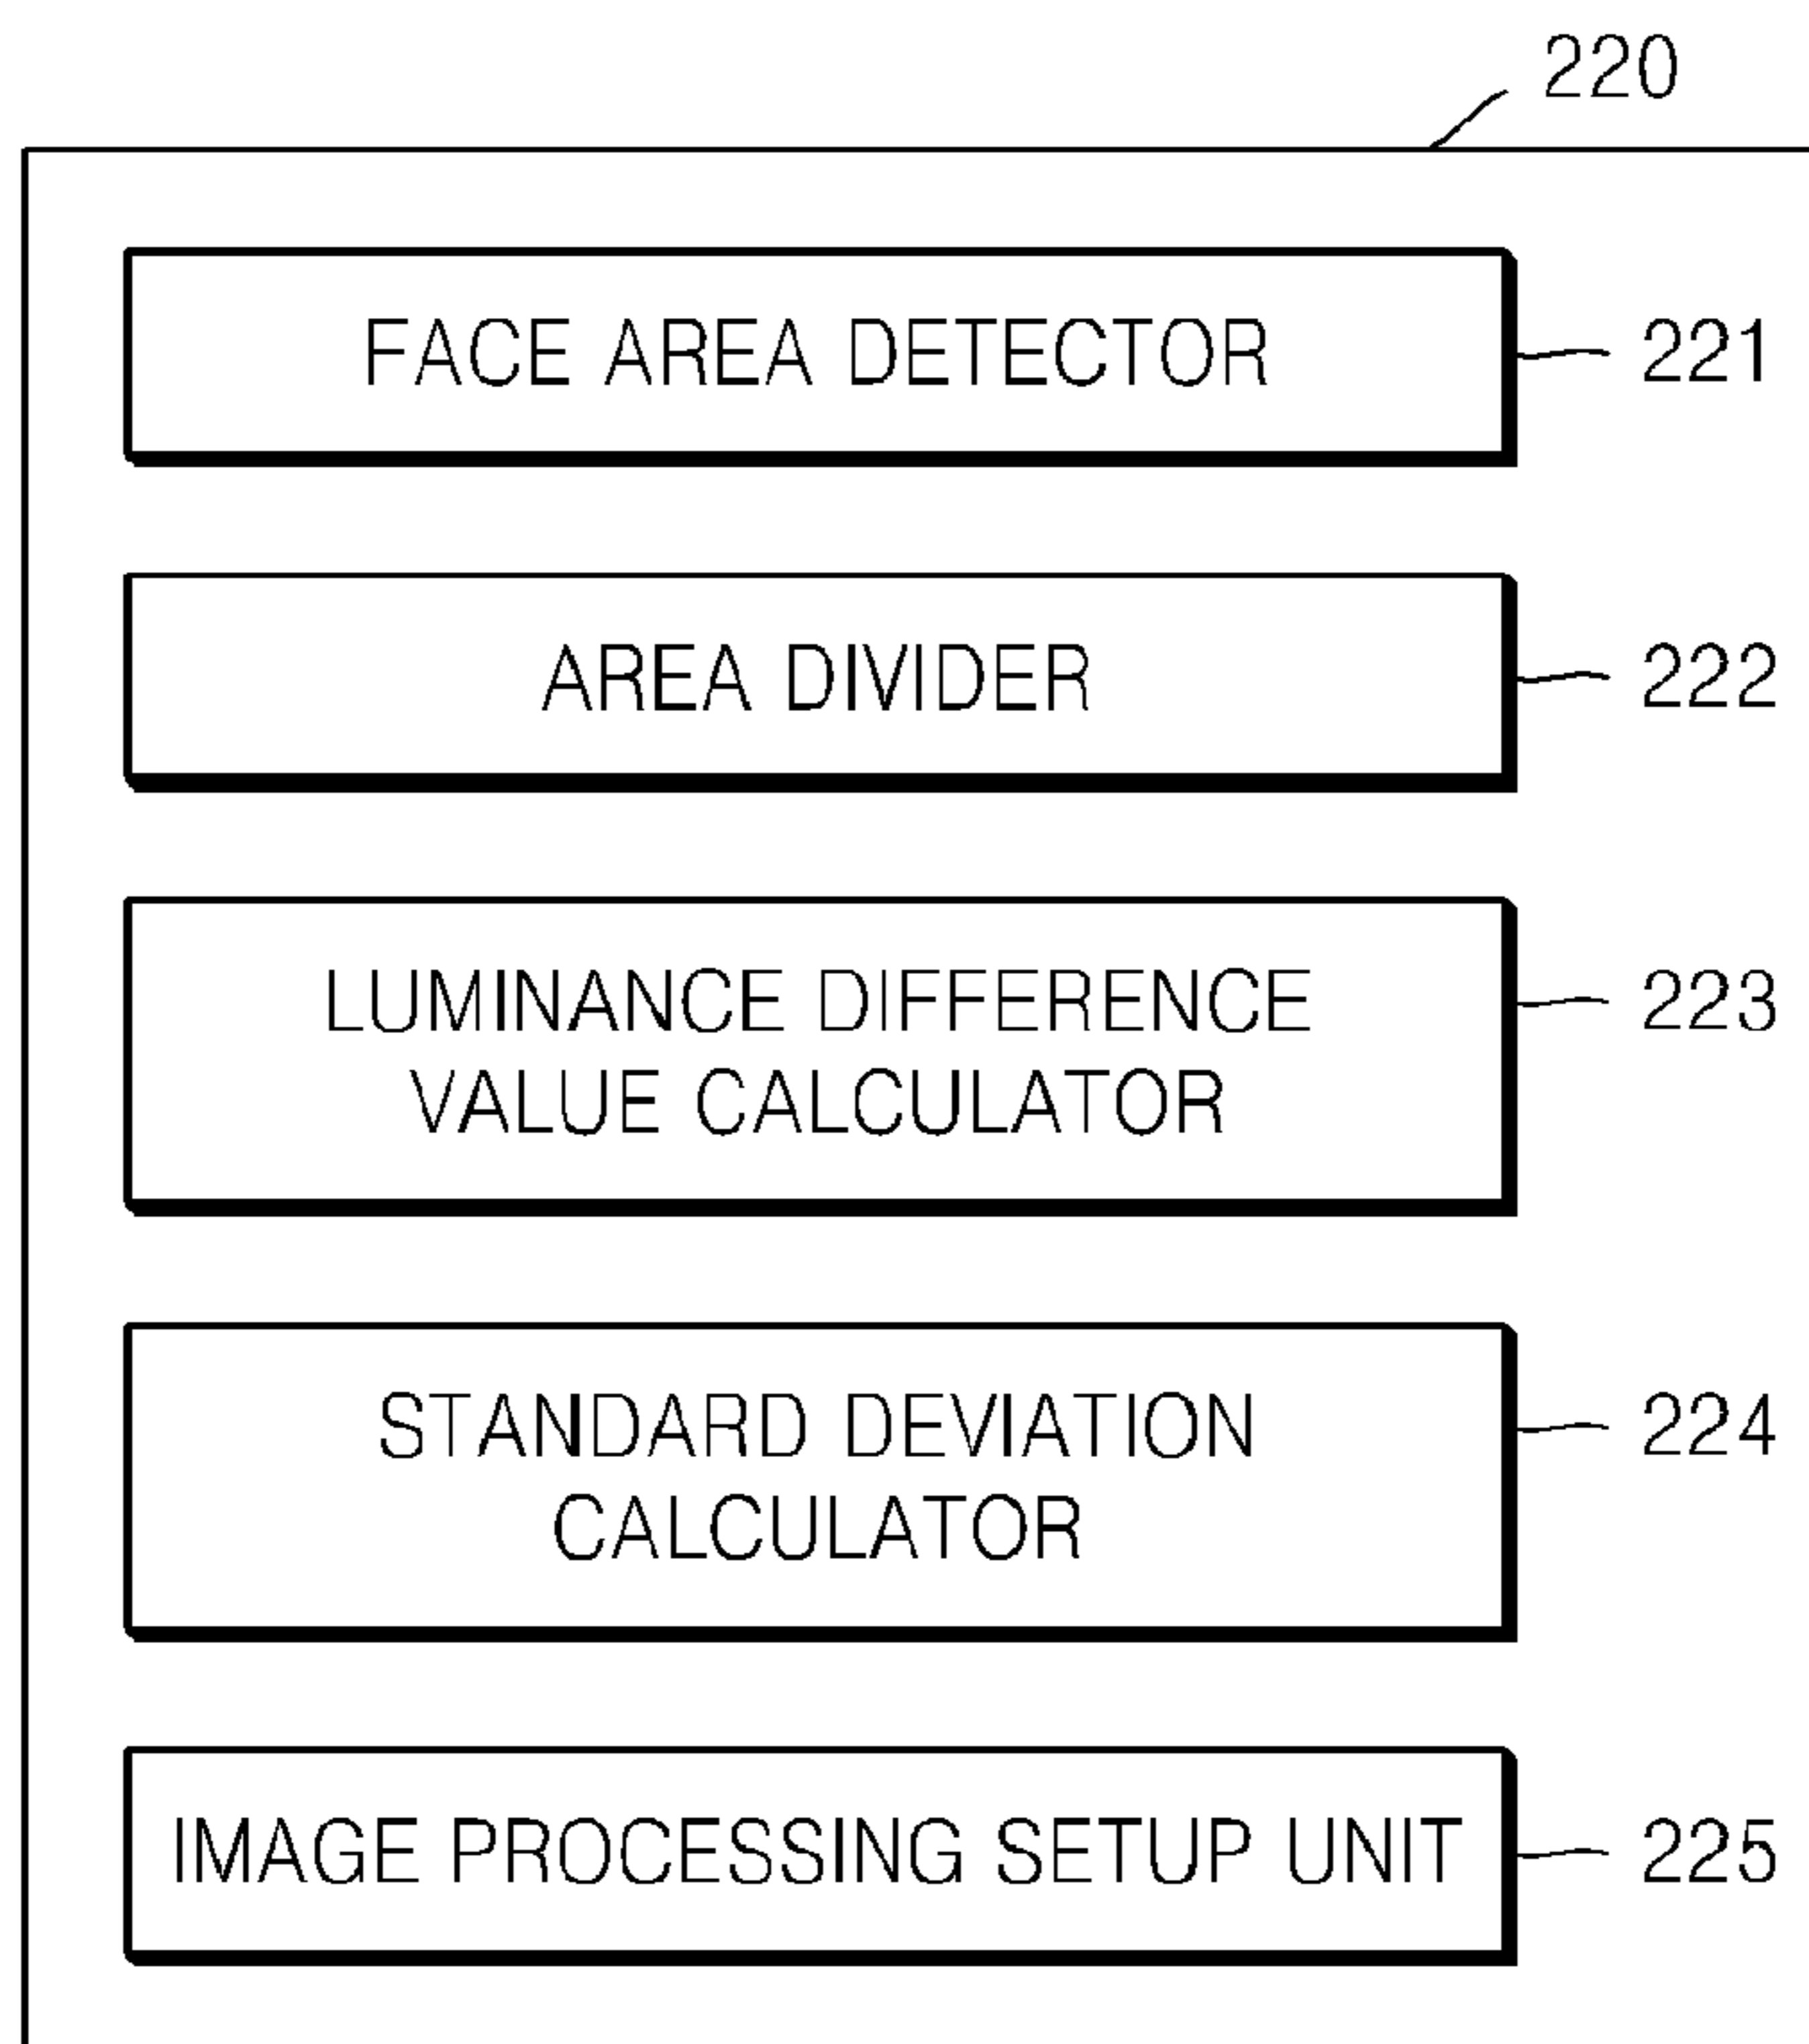 220
FACE AREA DETECTOR 221
AREA DIVIDER 222
LUMINANCE DIFFERENCE 223
VALUE CALCULATOR
STANDARD DEVIATION 224
CALCULATOR
IMAGE PROCESSING SETUP UNIT 225